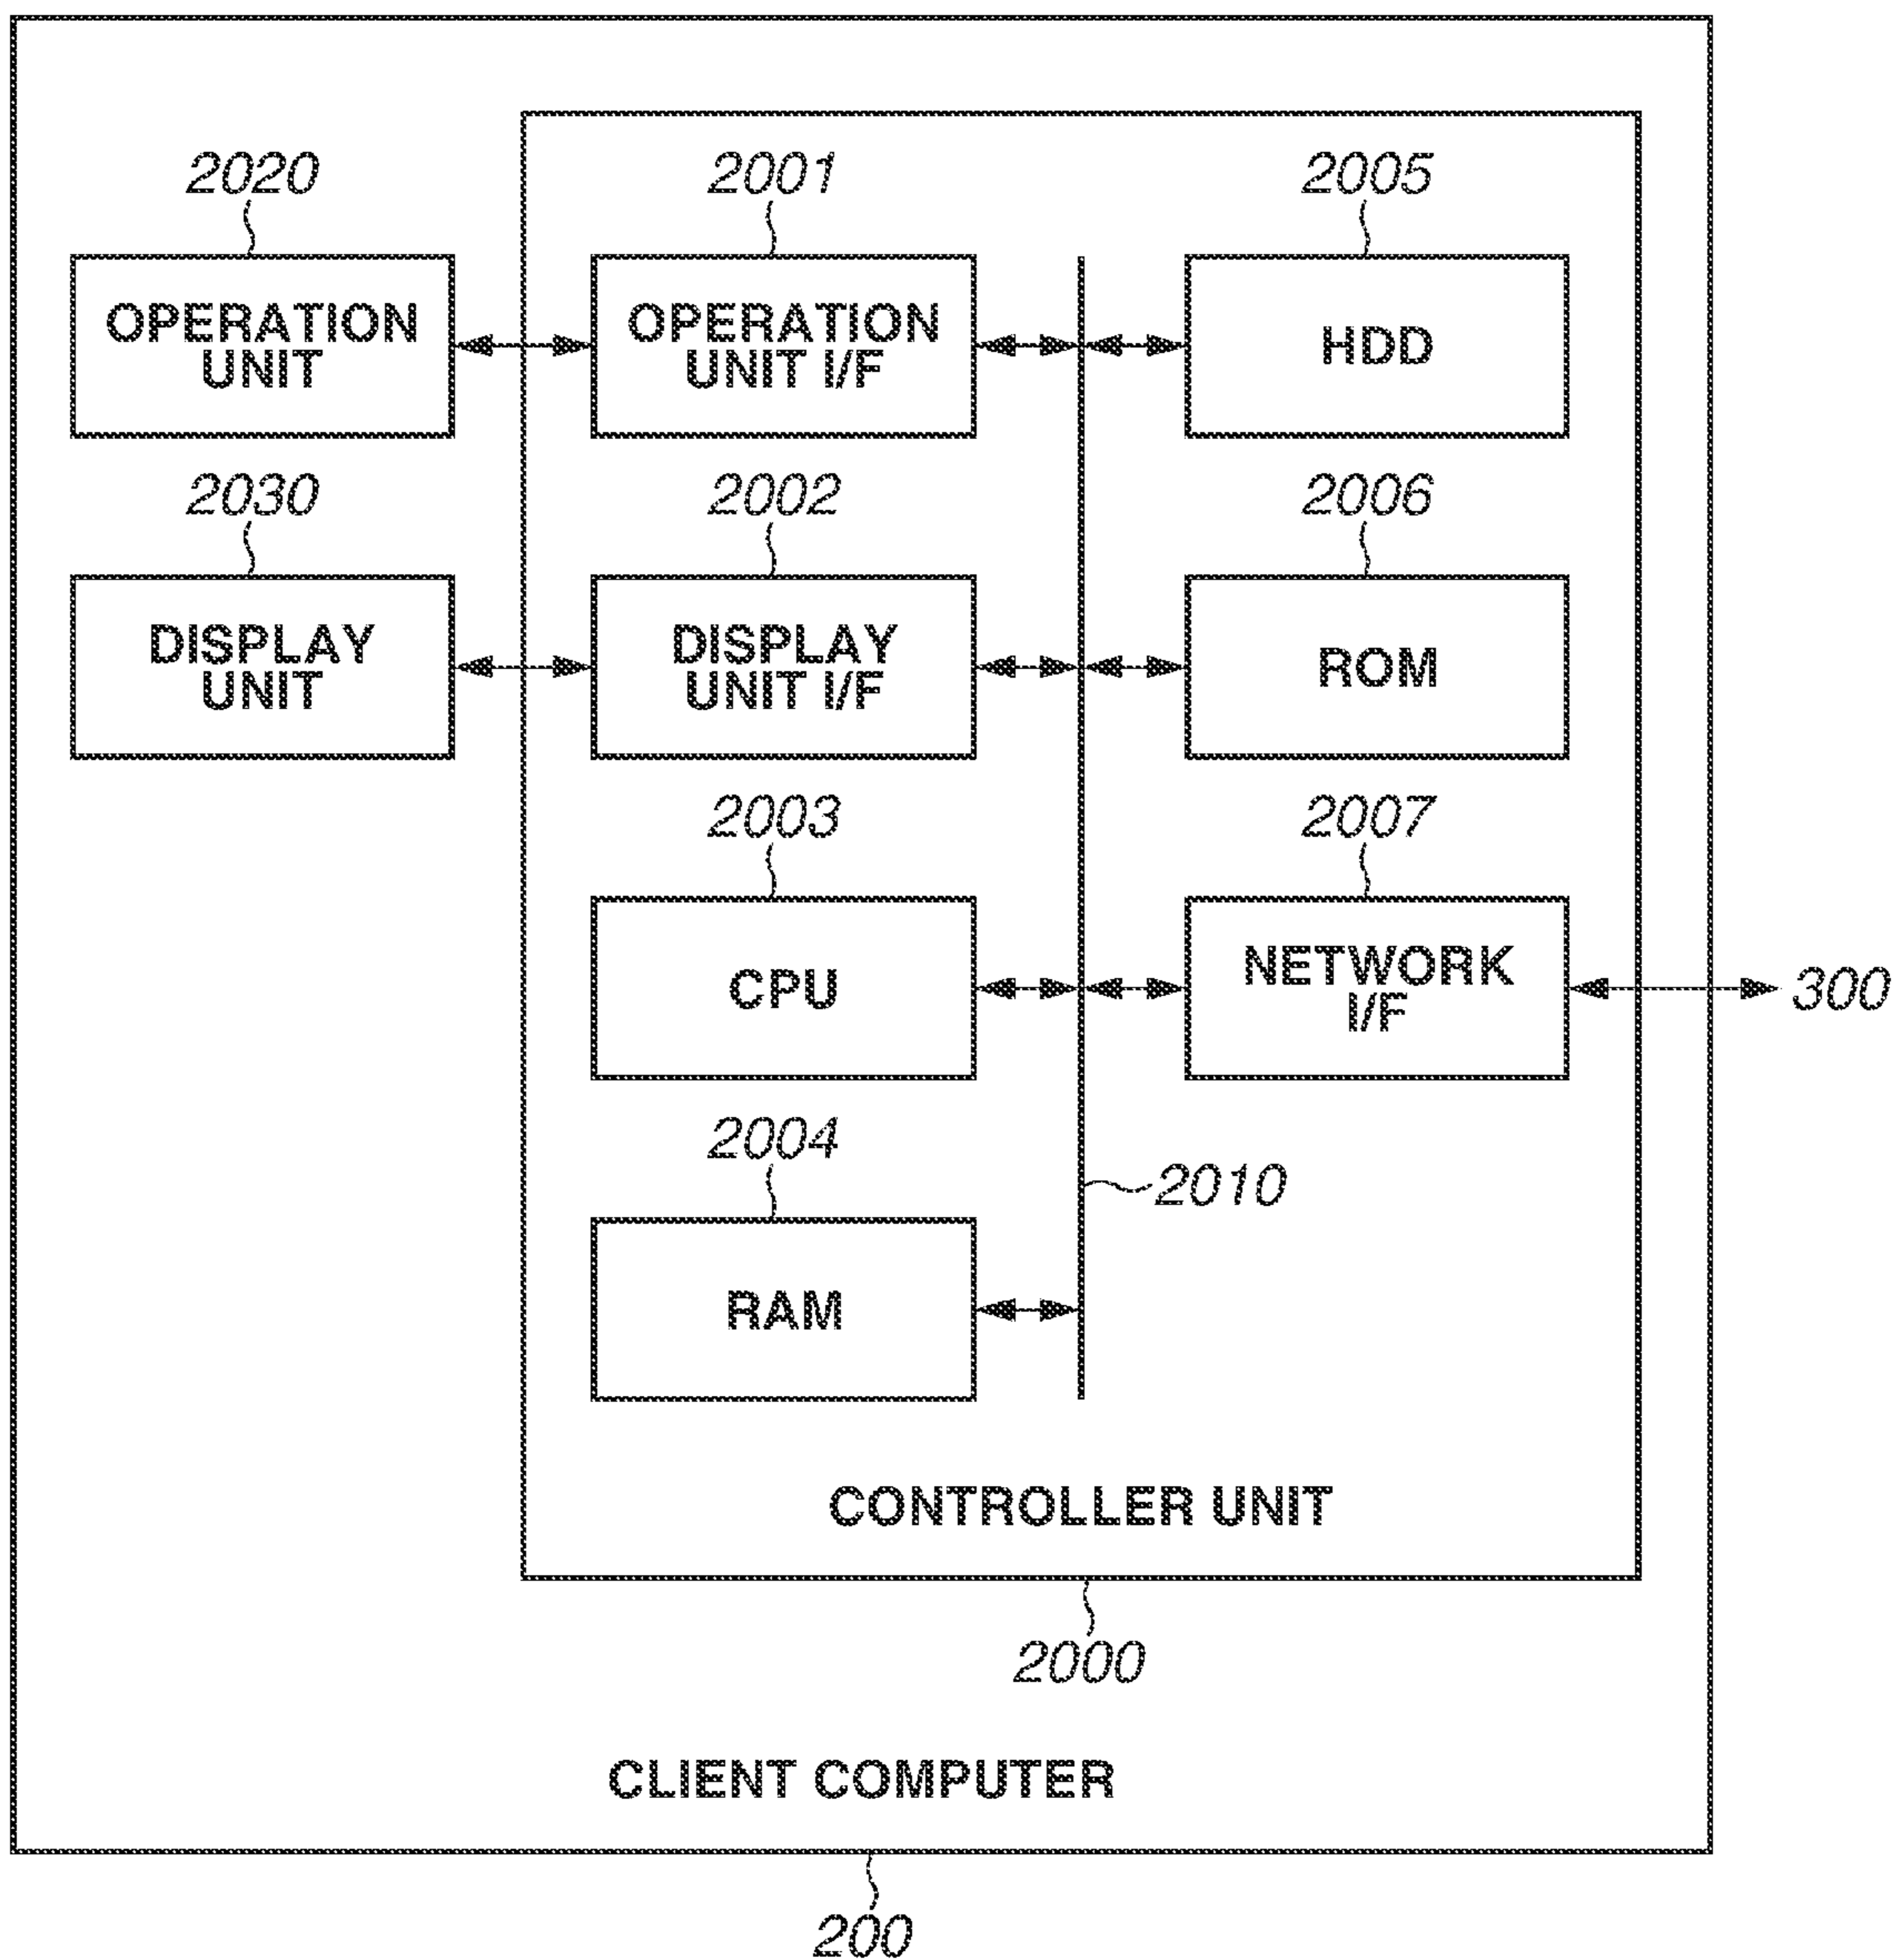 2020
2001
2005
OPERATION
UNIT
OPERATION
UNIT I/F
HDD
2030
2002
2006
DISPLAY
UNIT
DISPLAY
UNIT I/F
ROM
2003
2007
CPU
NETWORK
I/F
300
2004
2010
RAM
CONTROLLER UNIT
2000
CLIENT COMPUTER
200